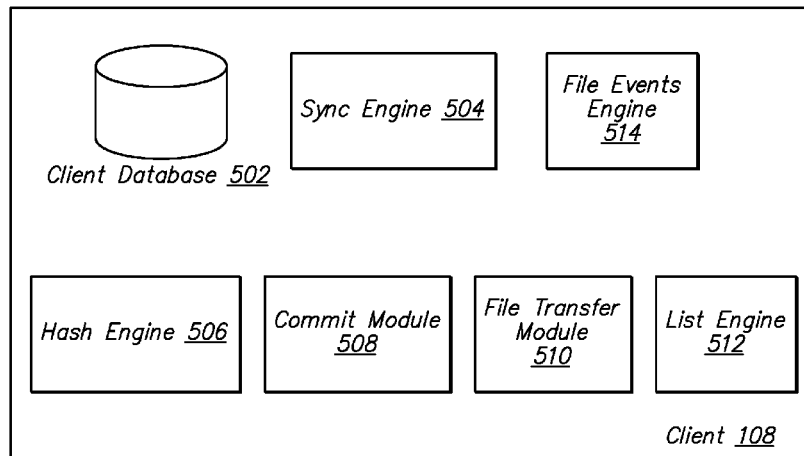 Client Database 502
Sync Engine 504
File Events
Engine
514
Hash Engine 506
Commit Module
508
File Transfer
Module
510
List Engine
512
Client 108